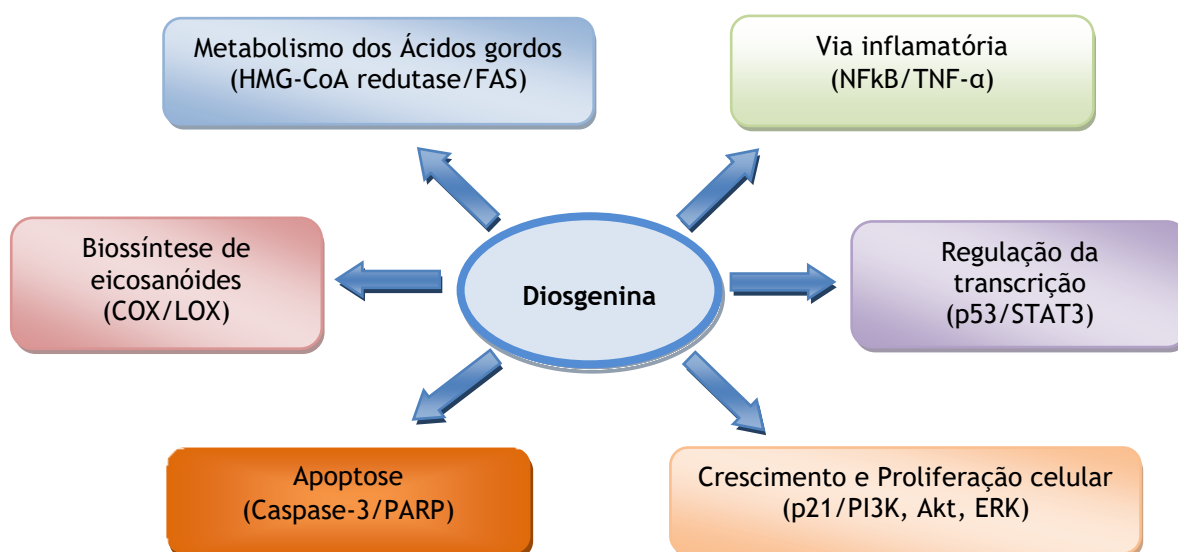 Metabolismo dos Ácidos gordos
(HMG-CoA redutase/FAS)
Via inflamatória
(NFkB/TNF-α)
Biossíntese de
eicosanóides
(COX/LOX)
Diosgenina
Regulação da
transcrição
(p53/STAT3)
Apoptose
(Caspase-3/PARP)
Crescimento e Proliferação celular
(p21/PI3K, Akt, ERK)